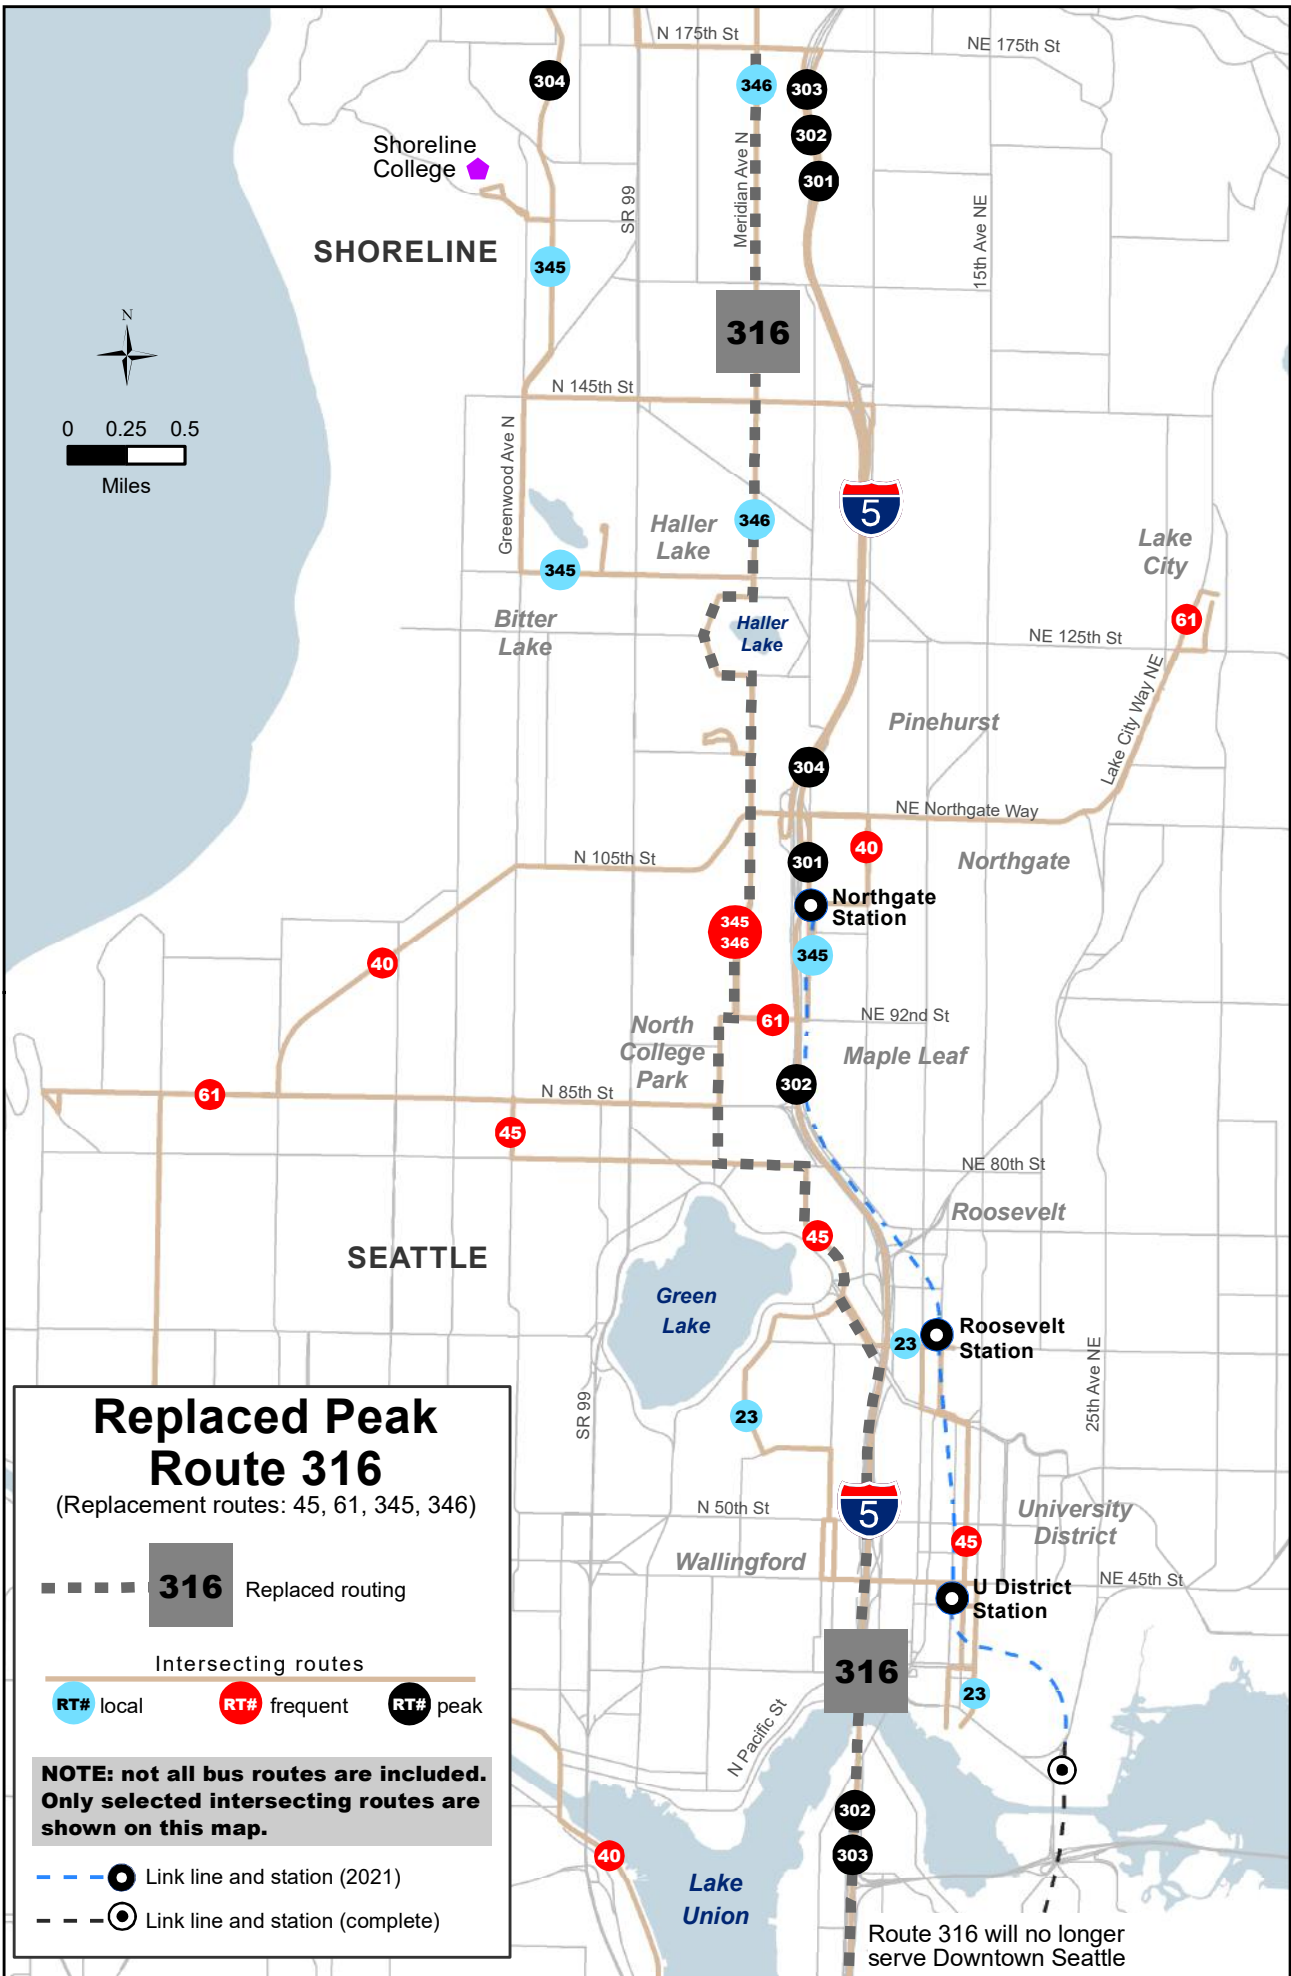 N 175th St
NE 175th St
304
346
303
302
301
Shoreline
College
Meridian Ave N
SR 99
15th Ave NE
SHORELINE
345
N
316
N 145th St
0 0.25 0.5
Miles
Greenwood Ave N
5
Haller
Lake
346
Lake
City
345
Bitter
Lake
Haller
Lake
61
NE 125th St
Lake City Way NE
Pinehurst
304
NE Northgate Way
N 105th St
301
40
Northgate
Northgate
Station
345
346
345
40
61
NE 92nd St
North
College
Park
Maple Leaf
302
61
N 85th St
45
NE 80th St
Roosevelt
45
SEATTLE
Green
Lake
23
Roosevelt
Station
25th Ave NE
SR 99
23
N 50th St
5
University
District
45
Wallingford
NE 45th St
U District
Station
316
23
N Pacific St
302
303
40
Lake
Union
Route 316 will no longer
serve Downtown Seattle
Replaced Peak
Route 316
(Replacement routes: 45, 61, 345, 346)
316 Replaced routing
Intersecting routes
RT# local RT# frequent RT# peak
NOTE: not all bus routes are included.
Only selected intersecting routes are
shown on this map.
Link line and station (2021)
Link line and station (complete)